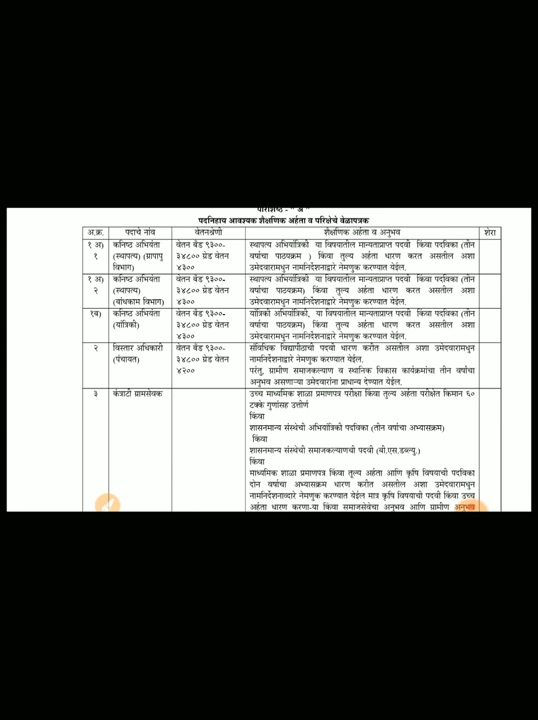 परिशिष्ठ - " अ "
पदनिहाय आवश्यक शैक्षणिक अर्हता व परिक्षेचे वेळापत्रक
अ.क्र. पदाचे नांव वेतनश्रेणी शैक्षणिक अर्हता व अनुभव शेरा
१ अ) कनिष्ठ अभियंता वेतन बँड ९३००- स्थापत्य अभियांत्रिकी या विषयातील मान्यताप्राप्त पदवी किंवा पदविका (तीन
१ (स्थापत्य) (ग्रापापु ३४८०० ग्रेड वेतन वर्षाचा पाठयक्रम ) किंवा तुल्य अर्हता धारण करत असतील अशा
विभाग) ४३०० उमेदवारामधून नामनिर्देशनाद्वारे नेमणूक करण्यात येईल.
१ अ) कनिष्ठ अभियंता वेतन बँड ९३००- स्थापत्य अभियांत्रिकी या विषयातील मान्यताप्राप्त पदवी किंवा पदविका (तीन
२ (स्थापत्य) ३४८०० ग्रेड वेतन वर्षाचा पाठयक्रम) किंवा तुल्य अर्हता धारण करत असतील अशा
(बांधकाम विभाग) ४३०० उमेदवारामधून नामनिर्देशनाद्वारे नेमणूक करण्यात येईल.
१ब) कनिष्ठ अभियंता वेतन बँड ९३००- यांत्रिकी अभियांत्रिकी, या विषयातील मान्यताप्राप्त पदवी किंवा पदविका (तीन
(यांत्रिकी) ३४८०० ग्रेड वेतन वर्षाचा पाठयक्रम) किंवा तुल्य अर्हता धारण करत असतील अशा
४३०० उमेदवारामधून नामनिर्देशनाद्वारे नेमणूक करण्यात येईल.
२ विस्तार अधिकारी वेतन बँड ९३००- संविधिक विद्यापीठाची पदवी धारण करीत असतील अशा उमेदवारामधून
(पंचायत) ३४८०० ग्रेड वेतन नामनिर्देशनाद्वारे नेमणूक करण्यात येईल.
४२०० परंतु, ग्रामीण समाजकल्याण व स्थानिक विकास कार्यक्रमांचा तीन वर्षाचा
अनुभव असणाऱ्या उमेदवारांना प्राधान्य देण्यात येईल.
३ कंत्राटी ग्रामसेवक उच्च माध्यमिक शाळा प्रमाणपत्र परीक्षा किंवा तुल्य अर्हता परीक्षेत किमान ६०
टक्के गुणांसह उत्तीर्ण
किंवा
शासनमान्य संस्थेची अभियांत्रिकी पदविका (तीन वर्षाचा अभ्यासक्रम)
किंवा
शासनमान्य संस्थेची समाजकल्याणची पदवी (बी.एस.डब्ल्यु.)
किंवा
माध्यमिक शाळा प्रमाणपत्र किंवा तुल्य अर्हता आणि कृषि विषयाची पदविका
दोन वर्षाचा अभ्यासक्रम धारण करीत असतील अशा उमेदवारामधून
नामनिर्देशनाव्दारे नेमणूक करण्यात येईल मात्र कृषि विषयाची पदवी किंवा उच्च
अर्हता धारण करणा-या किंवा समाजसेवेचा अनुभव आणि ग्रामीण अनुभव